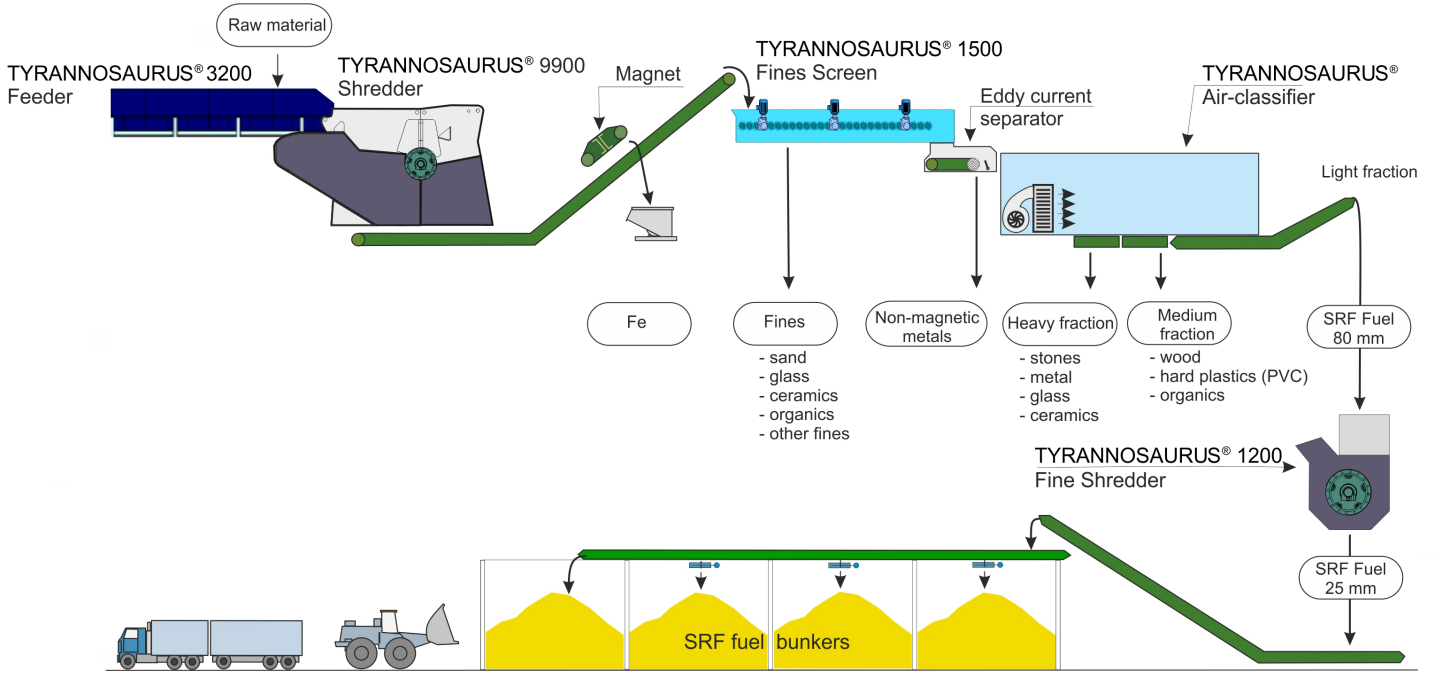 Raw material
TYRANNOSAURUS® 3200
Feeder
TYRANNOSAURUS® 9900
Shredder
Magnet
TYRANNOSAURUS® 1500
Fines Screen
Eddy current
separator
TYRANNOSAURUS®
Air-classifier
Light fraction
Fe
Fines
- sand
- glass
- ceramics
- organics
- other fines
Non-magnetic
metals
Heavy fraction
- stones
- metal
- glass
- ceramics
Medium
fraction
- wood
- hard plastics (PVC)
- organics
SRF Fuel
80 mm
TYRANNOSAURUS® 1200
Fine Shredder
SRF Fuel
25 mm
SRF fuel bunkers